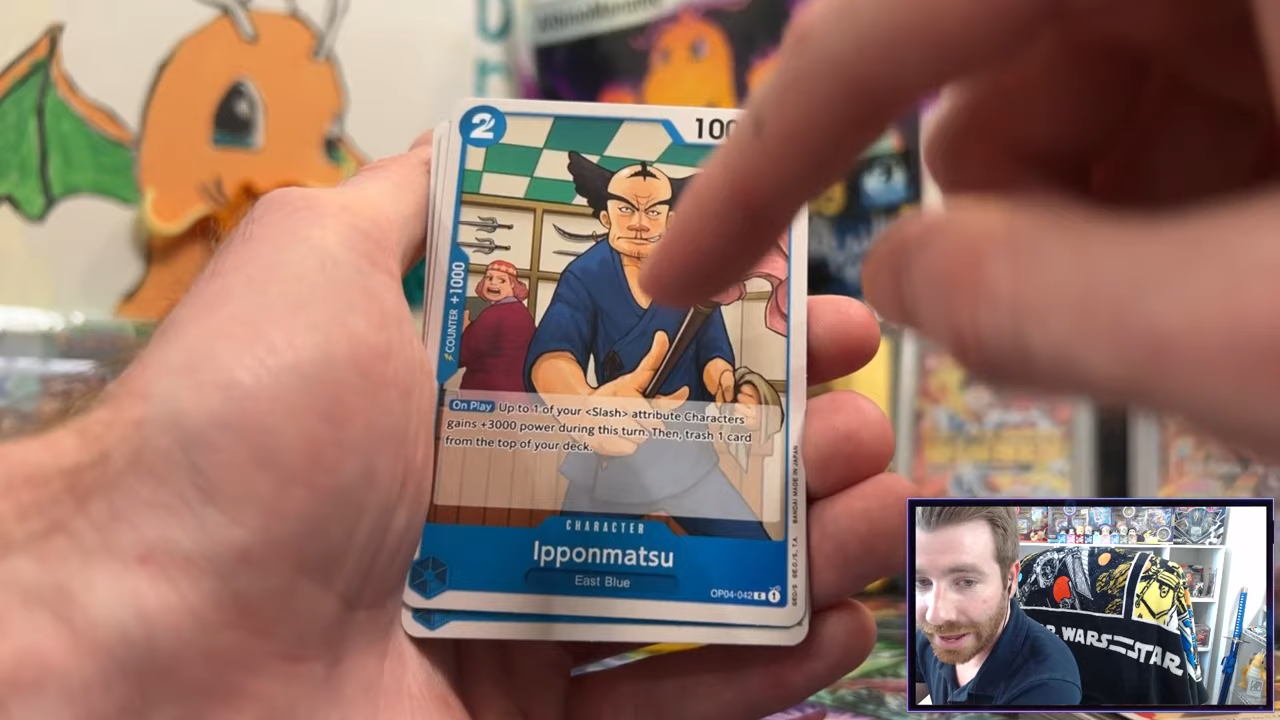 2
100
COUNTER +1000
On Play Up to 1 of your <Slash> attribute Characters
gains +3000 power during this turn. Then, trash 1 card
from the top of your deck.
CHARACTER
Ipponmatsu
East Blue
OP04-042 C 1
BANDAI MADE IN JAPAN
WARS STAR